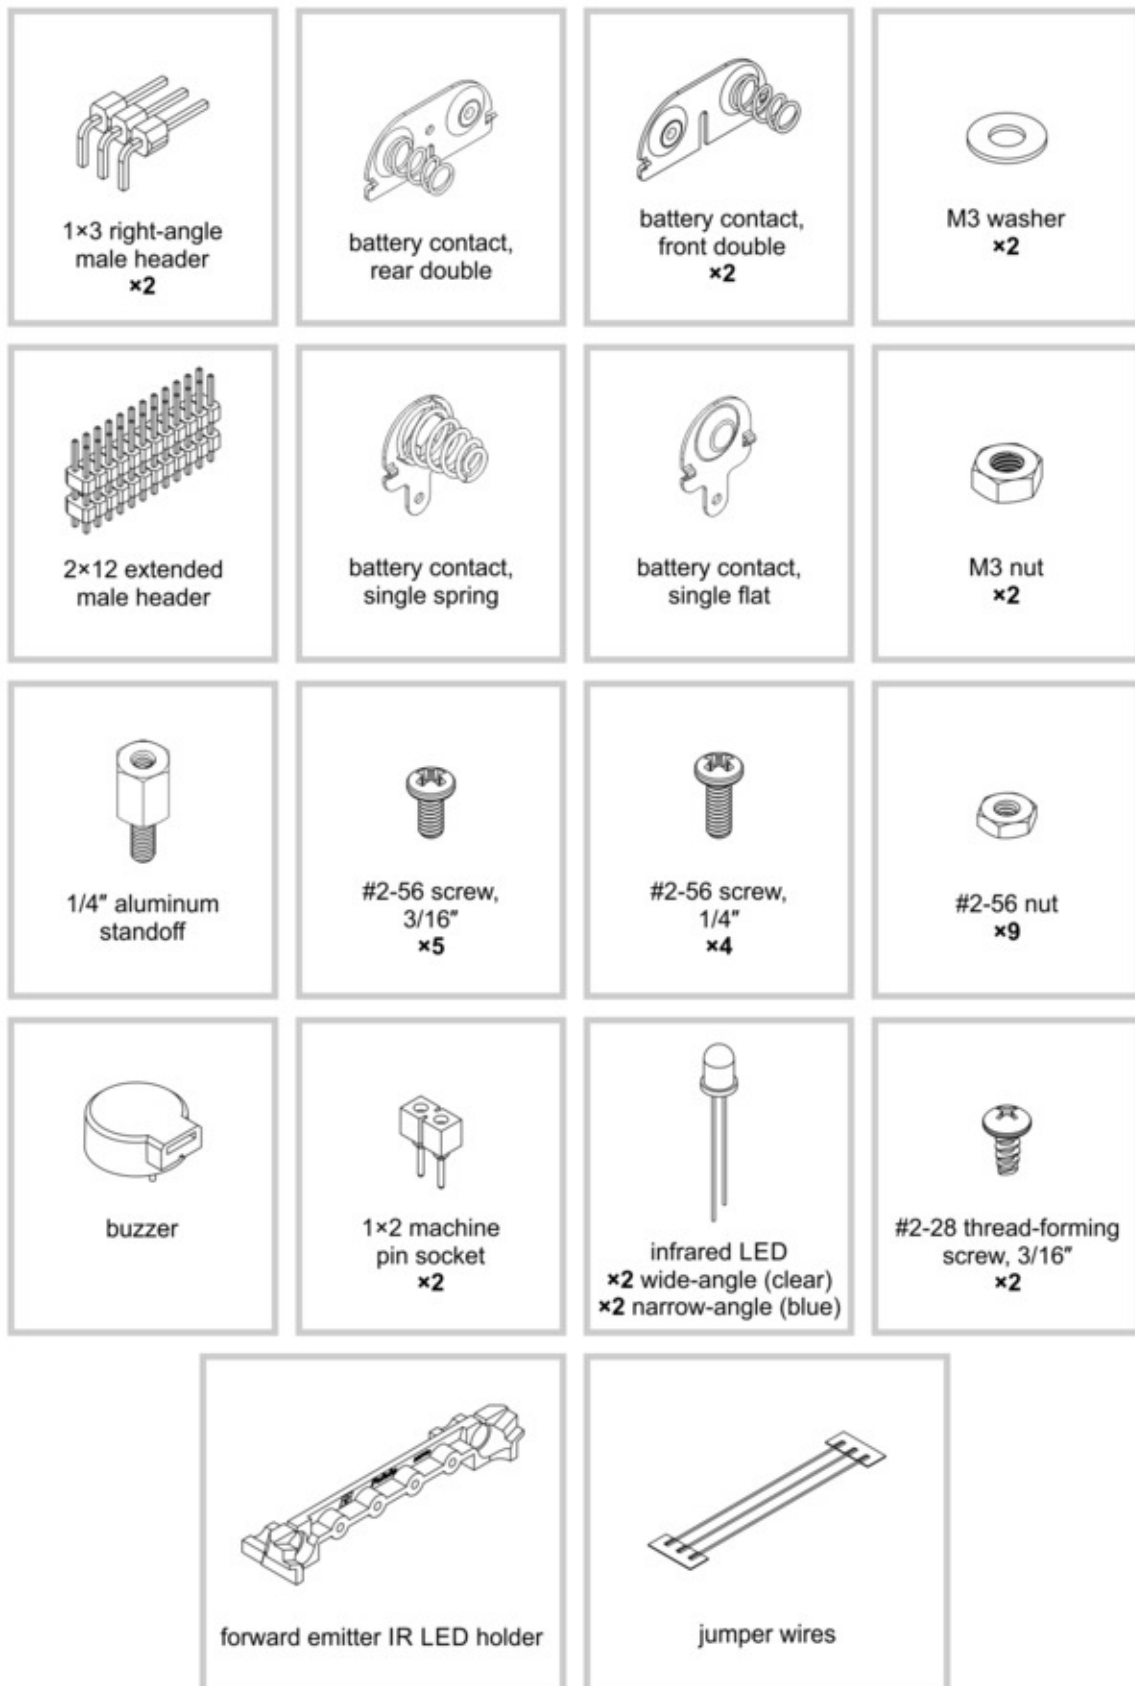 1×3 right-angle
male header
×2
battery contact,
rear double
battery contact,
front double
×2
M3 washer
×2
2×12 extended
male header
battery contact,
single spring
battery contact,
single flat
M3 nut
×2
1/4″ aluminum
standoff
#2-56 screw,
3/16″
×5
#2-56 screw,
1/4″
×4
#2-56 nut
×9
buzzer
1×2 machine
pin socket
×2
infrared LED
×2 wide-angle (clear)
×2 narrow-angle (blue)
#2-28 thread-forming
screw, 3/16″
×2
forward emitter IR LED holder
jumper wires